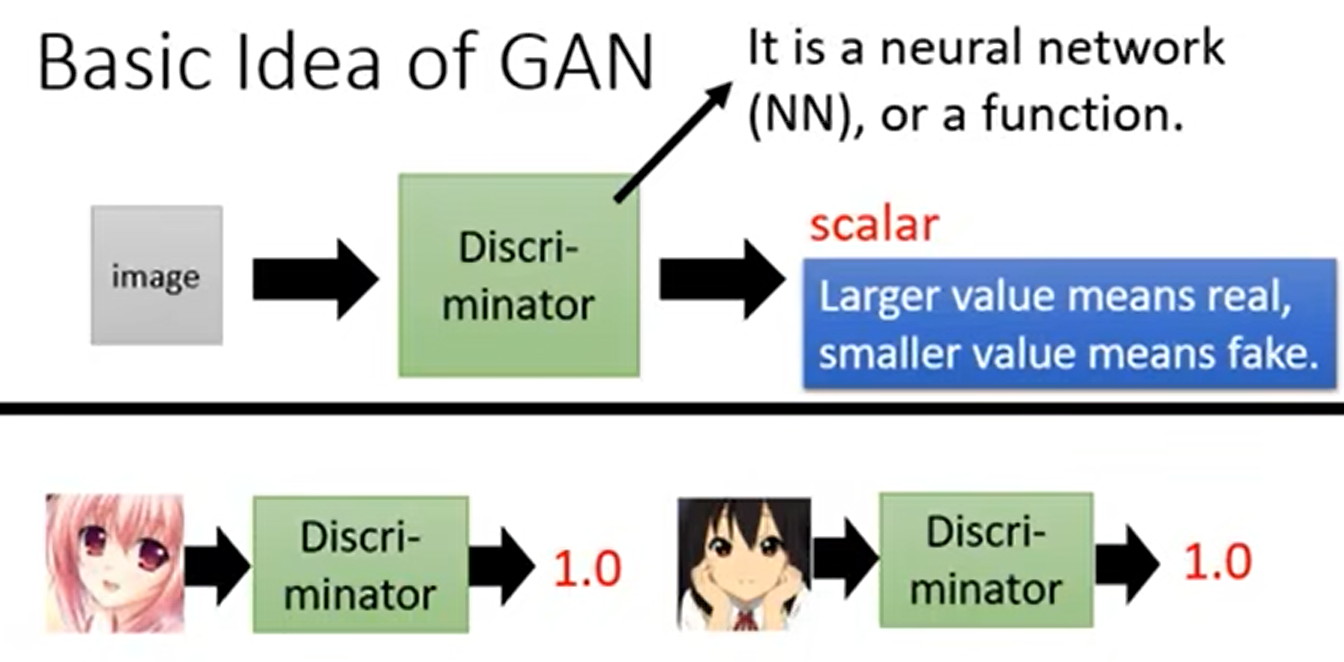 Basic Idea of GAN
It is a neural network
(NN), or a function.
image
Discri-
minator
scalar
Larger value means real,
smaller value means fake.
Discri-
minator
1.0
Discri-
minator
1.0